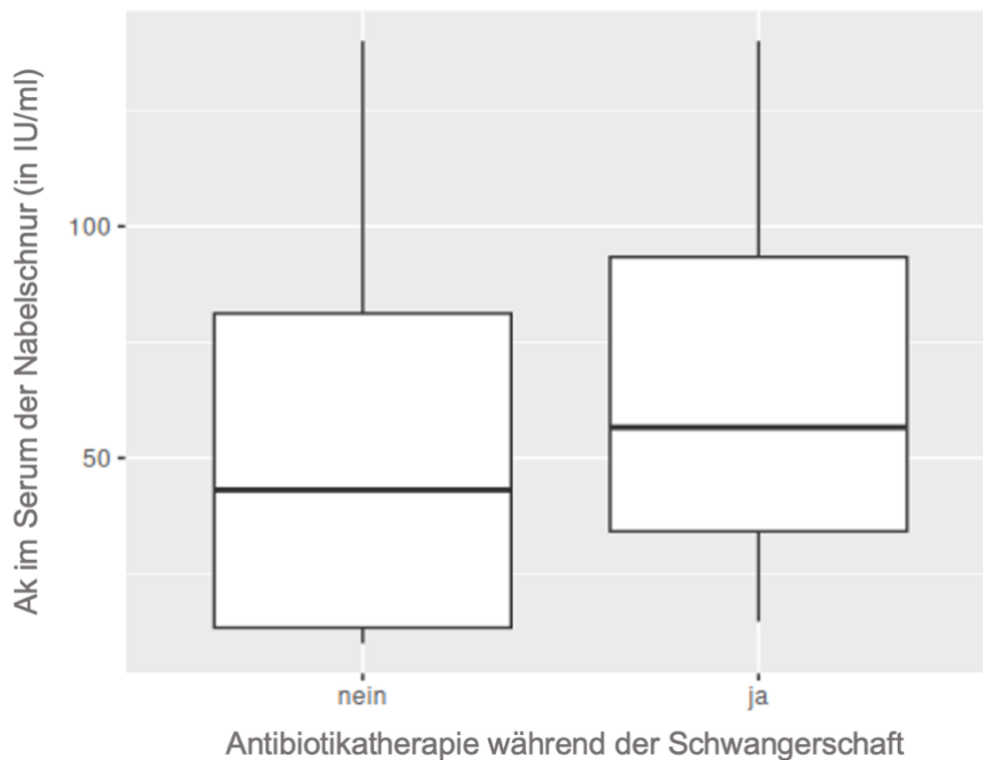 Ak im Serum der Nabelschnur (in IU/ml)
100
50
nein
ja
Antibiotikatherapie während der Schwangerschaft